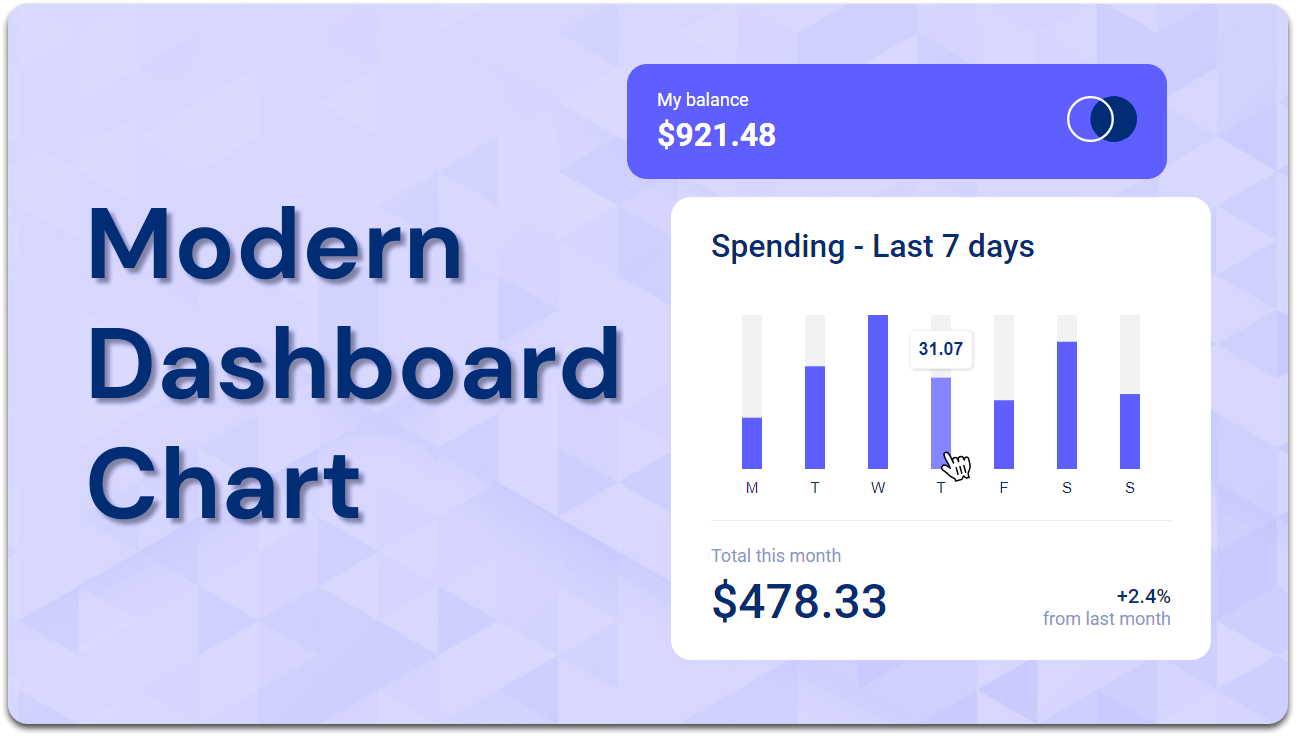 Modern
Dashboard
Chart
My balance
$921.48
Spending - Last 7 days
31.07
M T W T F S S
Total this month
$478.33
+2.4%
from last month